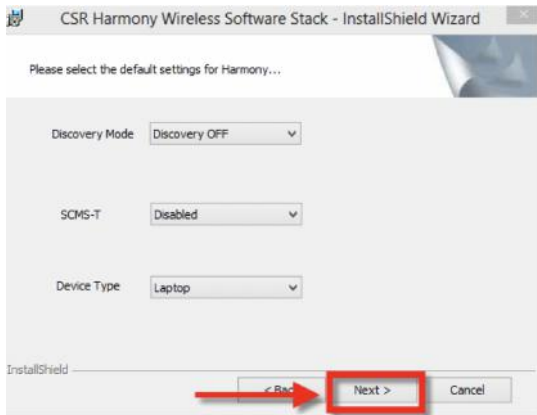 CSR Harmony Wireless Software Stack - InstallShield Wizard
Please select the default settings for Harmony...
Discovery Mode Discovery OFF
SCMS-T Disabled
Device Type Laptop
InstallShield
Next > Cancel